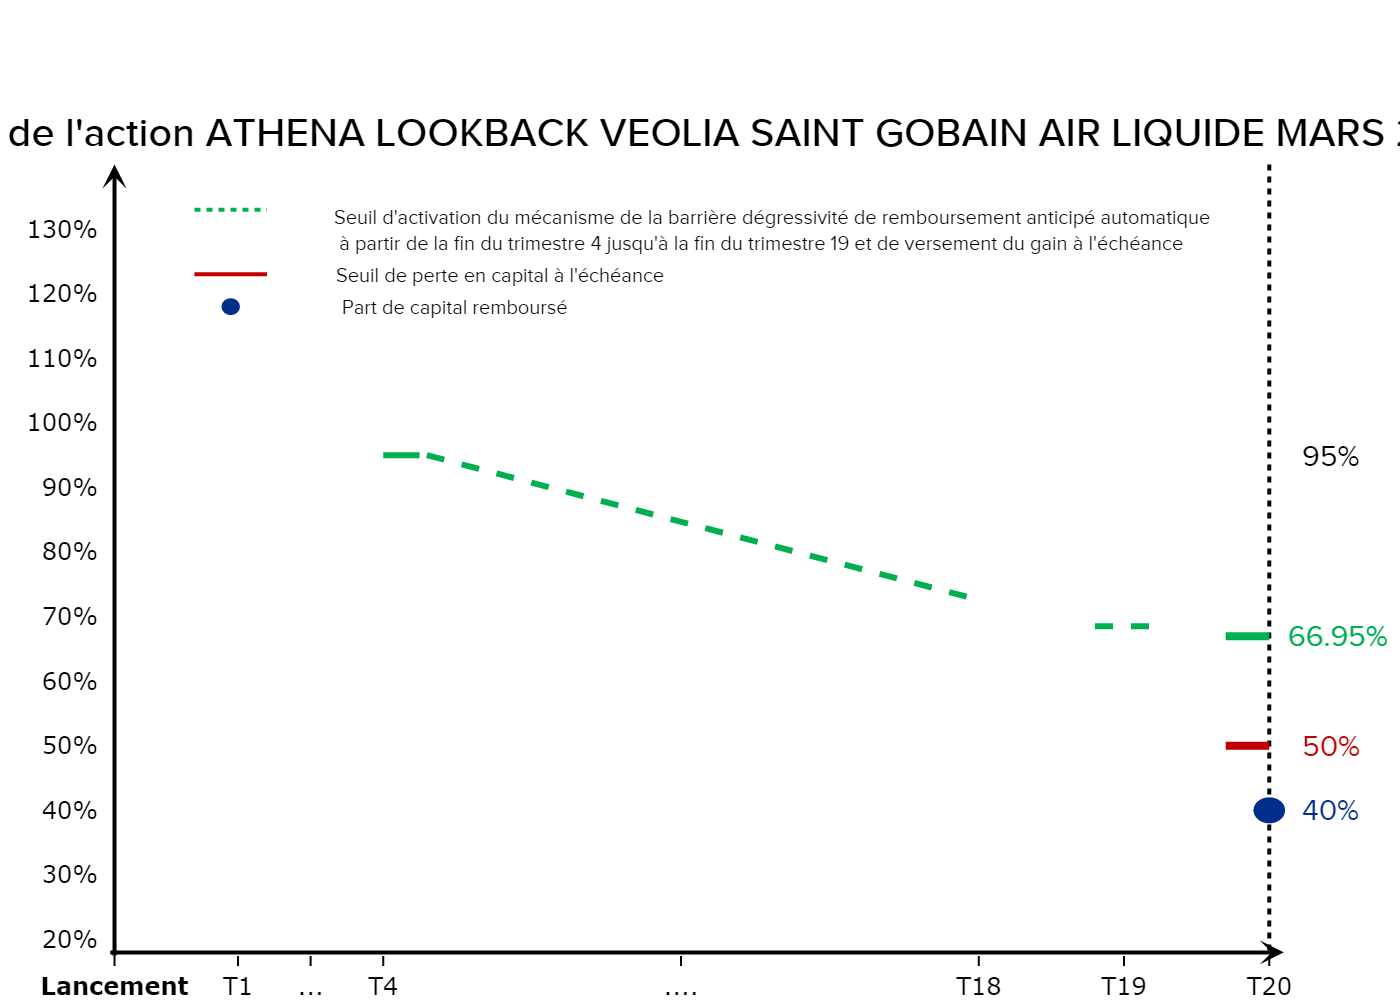 de l'action ATHENA LOOKBACK VEOLIA SAINT GOBAIN AIR LIQUIDE MARS
Seuil d'activation du mécanisme de la barrière dégressivité de remboursement anticipé automatique
à partir de la fin du trimestre 4 jusqu'à la fin du trimestre 19 et de versement du gain à l'échéance
Seuil de perte en capital à l'échéance
Part de capital remboursé
130%
120%
110%
100%
90%
80%
70%
60%
50%
40%
30%
20%
95%
66.95%
50%
40%
Lancement T1 ... T4 .... T18 T19 T20